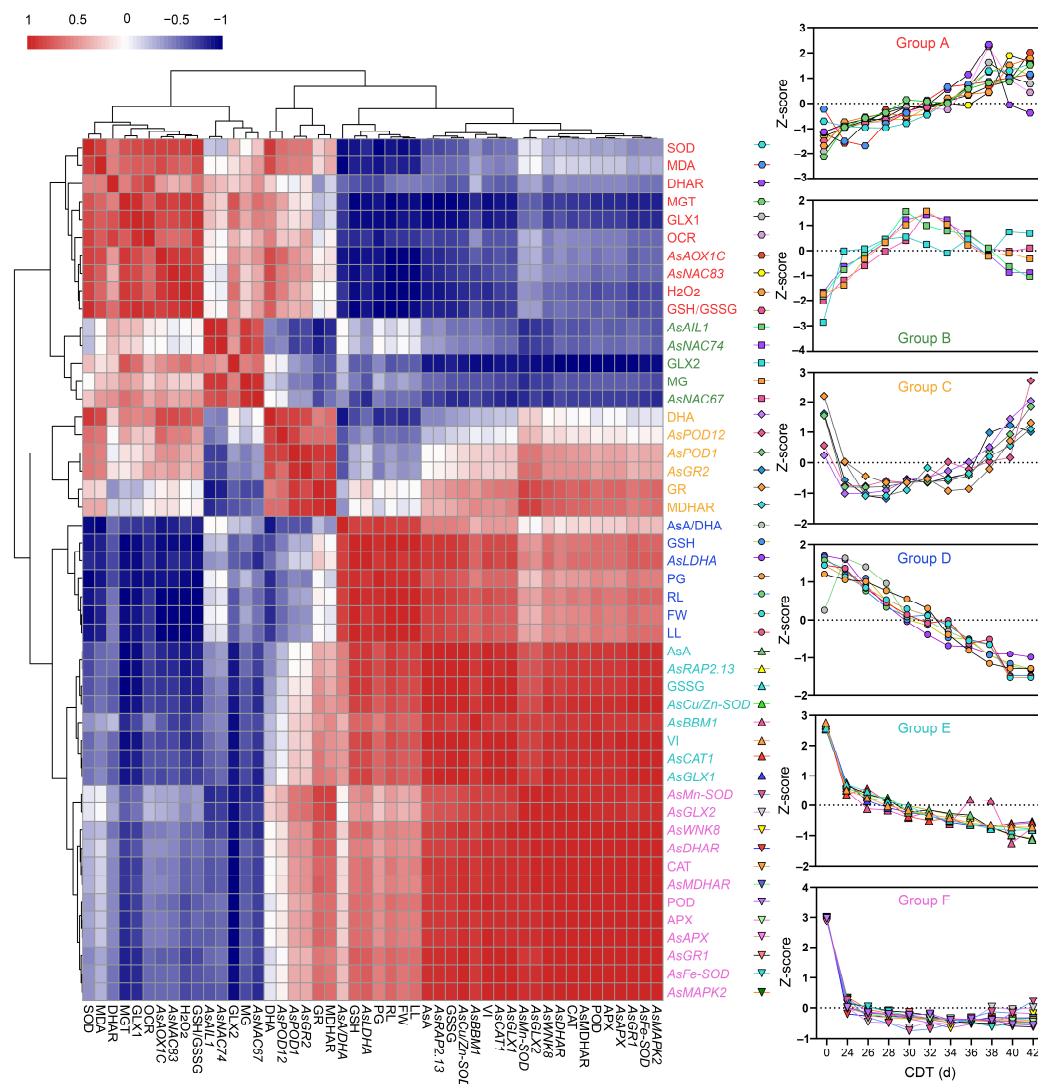 1 0.5 0 −0.5 −1
SOD
MDA
DHAR
MGT
GLX1
OCR
AsAOX1C
AsNAC83
H2O2
GSH/GSSG
AsAIL1
AsNAC74
GLX2
MG
AsNAC67
DHA
AsPOD12
AsPOD1
AsGR2
GR
MDHAR
AsA/DHA
GSH
AsLDHA
PG
RL
FW
LL
AsA
AsRAP2.13
GSSG
AsCu/Zn-SOD
AsBBM1
VI
AsCAT1
AsGLX1
AsMn-SOD
AsGLX2
AsWNK8
AsDHAR
CAT
AsMDHAR
POD
APX
AsAPX
AsGR1
AsFe-SOD
AsMAPK2
SOD
MDA
DHAR
MGT
GLX1
OCR
AsAOX1C
AsNAC83
H2O2
GSH/GSSG
AsAIL1
AsNAC74
GLX2
MG
AsNAC67
DHA
AsPOD12
AsPOD1
AsGR2
GR
MDHAR
AsA/DHA
GSH
AsLDHA
PG
RL
FW
LL
AsA
AsRAP2.13
GSSG
AsCu/Zn-SOD
AsBBM1
VI
AsCAT1
AsGLX1
AsMn-SOD
AsGLX2
AsWNK8
AsDHAR
CAT
AsMDHAR
POD
APX
AsAPX
AsGR1
AsFe-SOD
AsMAPK2
Group A
Z-score
3
2
1
0
−1
−2
−3
Group B
Z-score
2
1
0
−1
−2
−3
−4
Group C
Z-score
3
2
1
0
−1
−2
Group D
Z-score
2
1
0
−1
−2
Group E
Z-score
3
2
1
0
−1
−2
Group F
Z-score
4
3
2
1
0
−1
0 24 26 28 30 32 34 36 38 40 42
CDT (d)